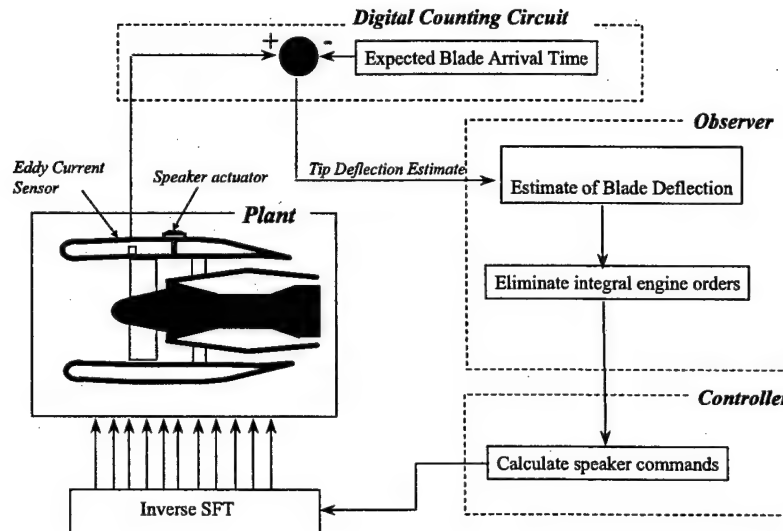 Digital Counting Circuit
+
-
Expected Blade Arrival Time
Observer
Eddy Current
Sensor
Speaker actuator
Tip Deflection Estimate
Estimate of Blade Deflection
Plant
Eliminate integral engine orders
Controller
Calculate speaker commands
Inverse SFT